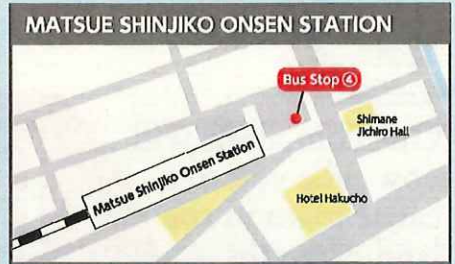 MATSUE SHINJIKO ONSEN STATION
Bus Stop ④
Shimane
Jichiro Hall
Matsue Shinjiko Onsen Station
Hotel Hakucho